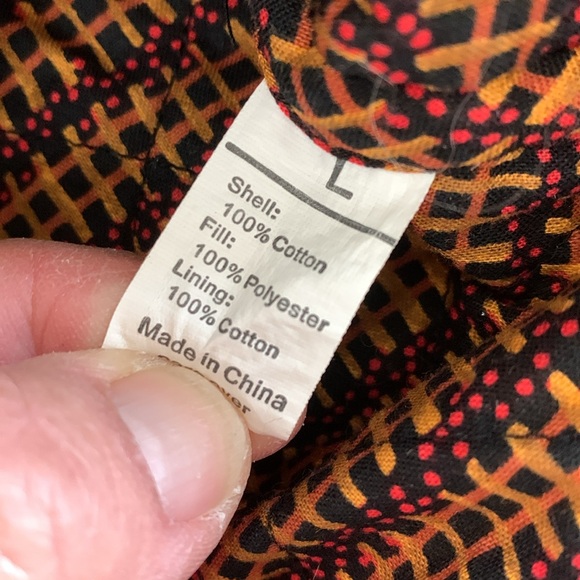 L
Shell:
100% Cotton
Fill:
100% Polyester
Lining:
100% Cotton
Made in China